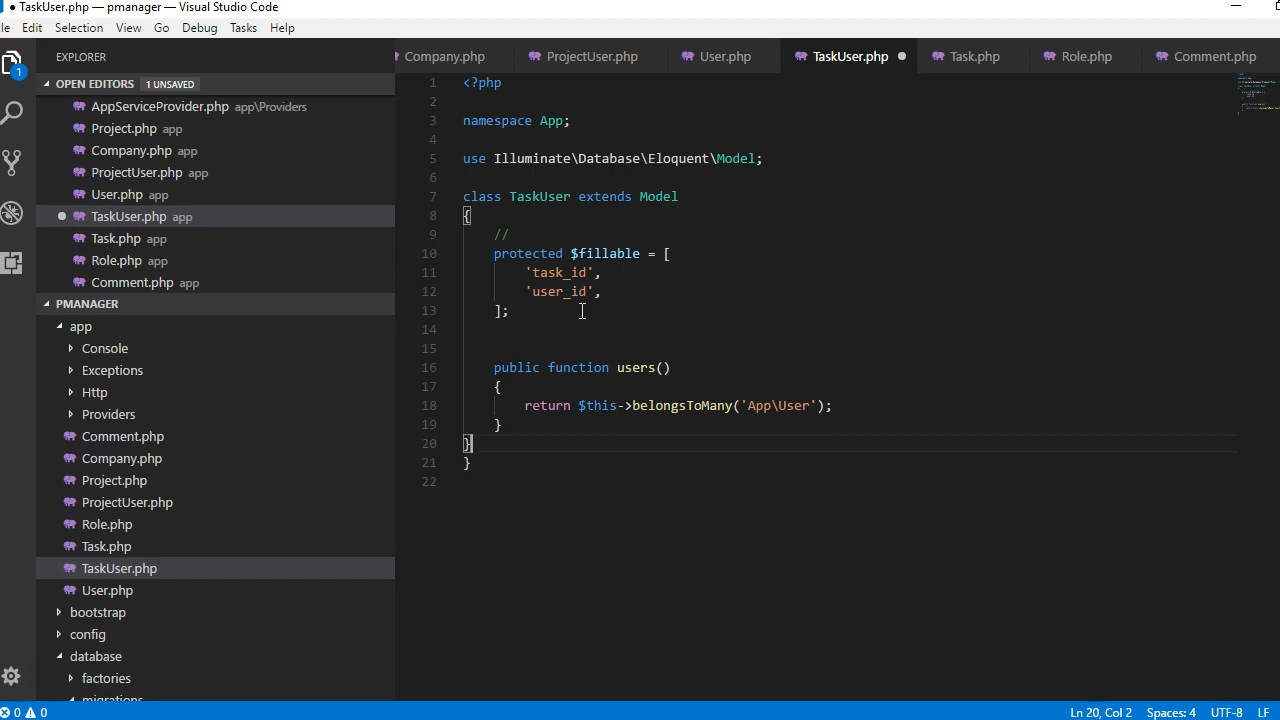 ● TaskUser.php — pmanager — Visual Studio Code
le Edit Selection View Go Debug Tasks Help
EXPLORER
OPEN EDITORS 1 UNSAVED
AppServiceProvider.php app\Providers
Project.php app
Company.php app
ProjectUser.php app
User.php app
TaskUser.php app
Task.php app
Role.php app
Comment.php app
PMANAGER
app
Console
Exceptions
Http
Providers
Comment.php
Company.php
Project.php
ProjectUser.php
Role.php
Task.php
TaskUser.php
User.php
bootstrap
config
database
factories
migrations
1
Company.php ProjectUser.php User.php TaskUser.php Task.php Role.php Comment.php
1 <?php
2
3 namespace App;
4
5 use Illuminate\Database\Eloquent\Model;
6
7 class TaskUser extends Model
8 {
9 //
10 protected $fillable = [
11 'task_id',
12 'user_id',
13 ];
14
15
16 public function users()
17 {
18 return $this->belongsToMany('App\User');
19 }
20 }
21 }
22
0 0 Ln 20, Col 2 Spaces: 4 UTF-8 LF